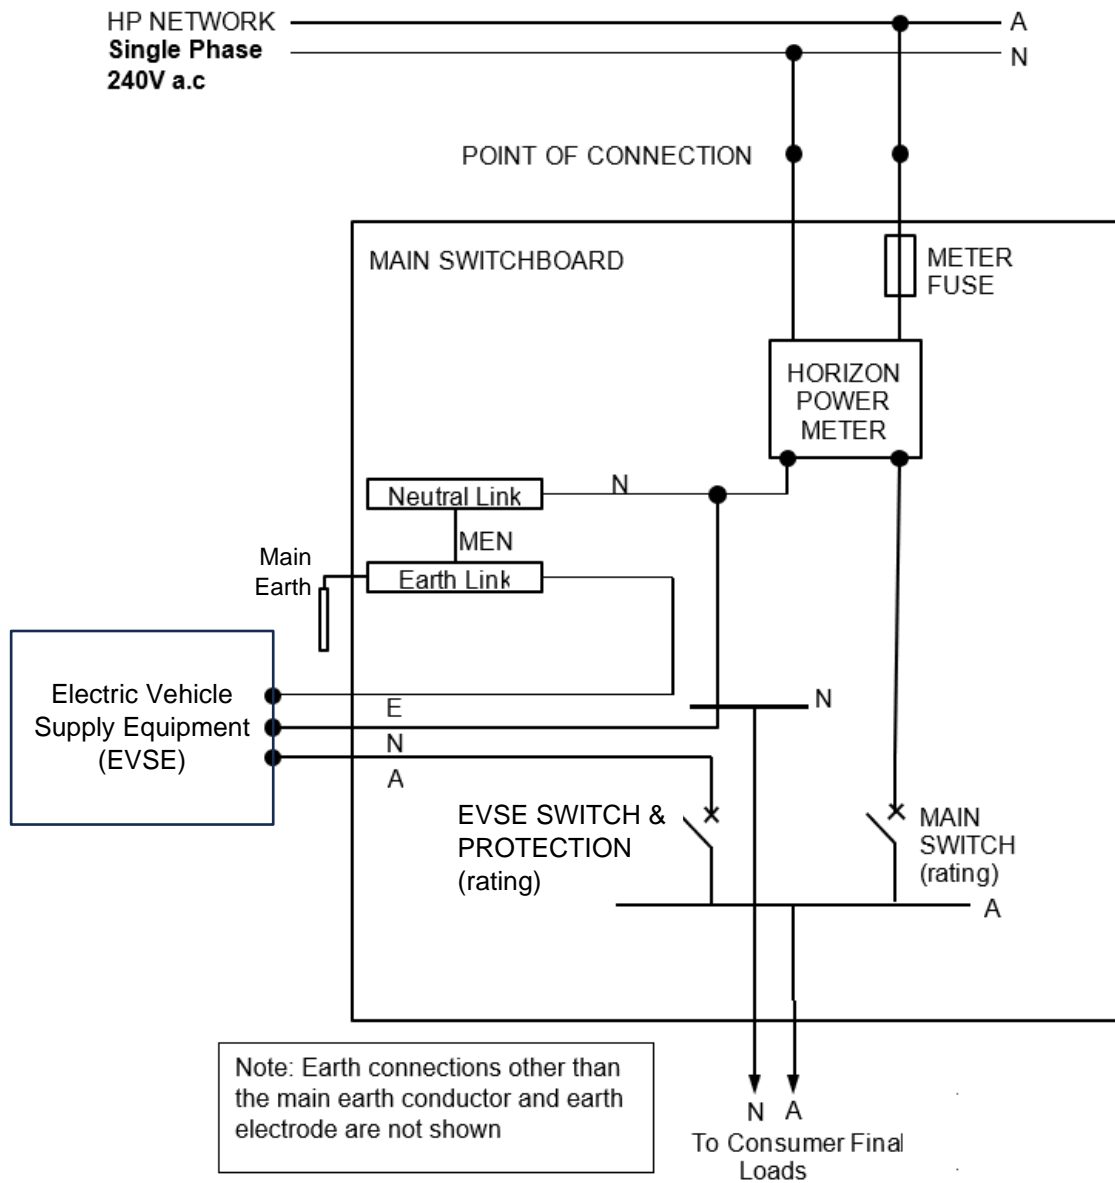 HP NETWORK
Single Phase
240V a.c
A
N
POINT OF CONNECTION
MAIN SWITCHBOARD
METER
FUSE
HORIZON
POWER
METER
Neutral Link
N
MEN
Main
Earth
Earth Link
Electric Vehicle
Supply Equipment
(EVSE)
E
N
A
N
EVSE SWITCH &
PROTECTION
(rating)
MAIN
SWITCH
(rating)
A
Note: Earth connections other than
the main earth conductor and earth
electrode are not shown
N A
To Consumer Final
Loads